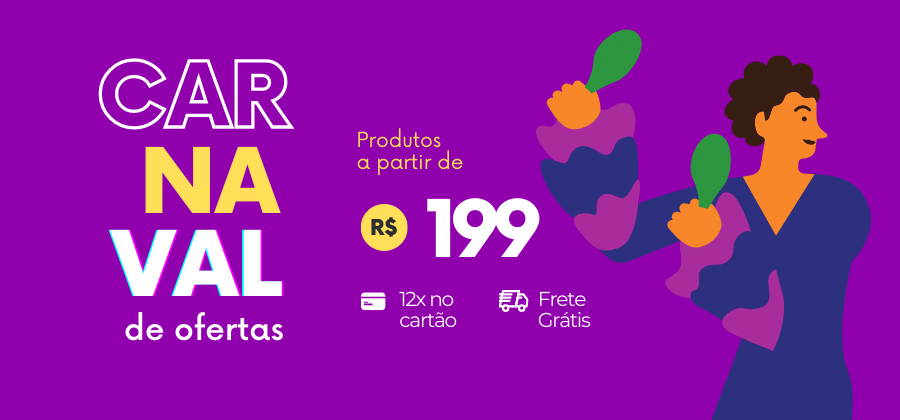 CAR
NA
VAL
de ofertas
Produtos
a partir de
R$ 199
12x no
cartão
Frete
Grátis